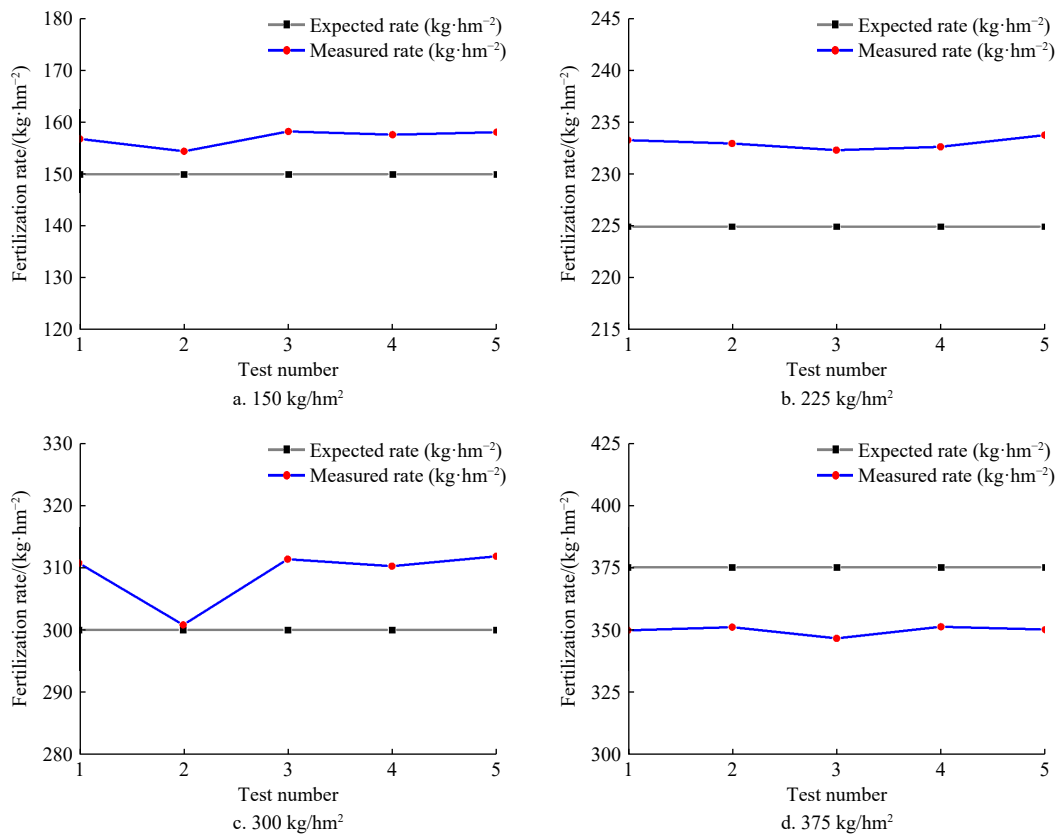 Fertilization rate/(kg·hm⁻²)
180
170
160
150
140
130
120
Expected rate (kg·hm⁻²)
Measured rate (kg·hm⁻²)
1 2 3 4 5
Test number
a. 150 kg/hm²
Fertilization rate/(kg·hm⁻²)
245
240
235
230
225
220
215
Expected rate (kg·hm⁻²)
Measured rate (kg·hm⁻²)
1 2 3 4 5
Test number
b. 225 kg/hm²
Fertilization rate/(kg·hm⁻²)
330
320
310
300
290
280
Expected rate (kg·hm⁻²)
Measured rate (kg·hm⁻²)
1 2 3 4 5
Test number
c. 300 kg/hm²
Fertilization rate/(kg·hm⁻²)
425
400
375
350
325
300
Expected rate (kg·hm⁻²)
Measured rate (kg·hm⁻²)
1 2 3 4 5
Test number
d. 375 kg/hm²